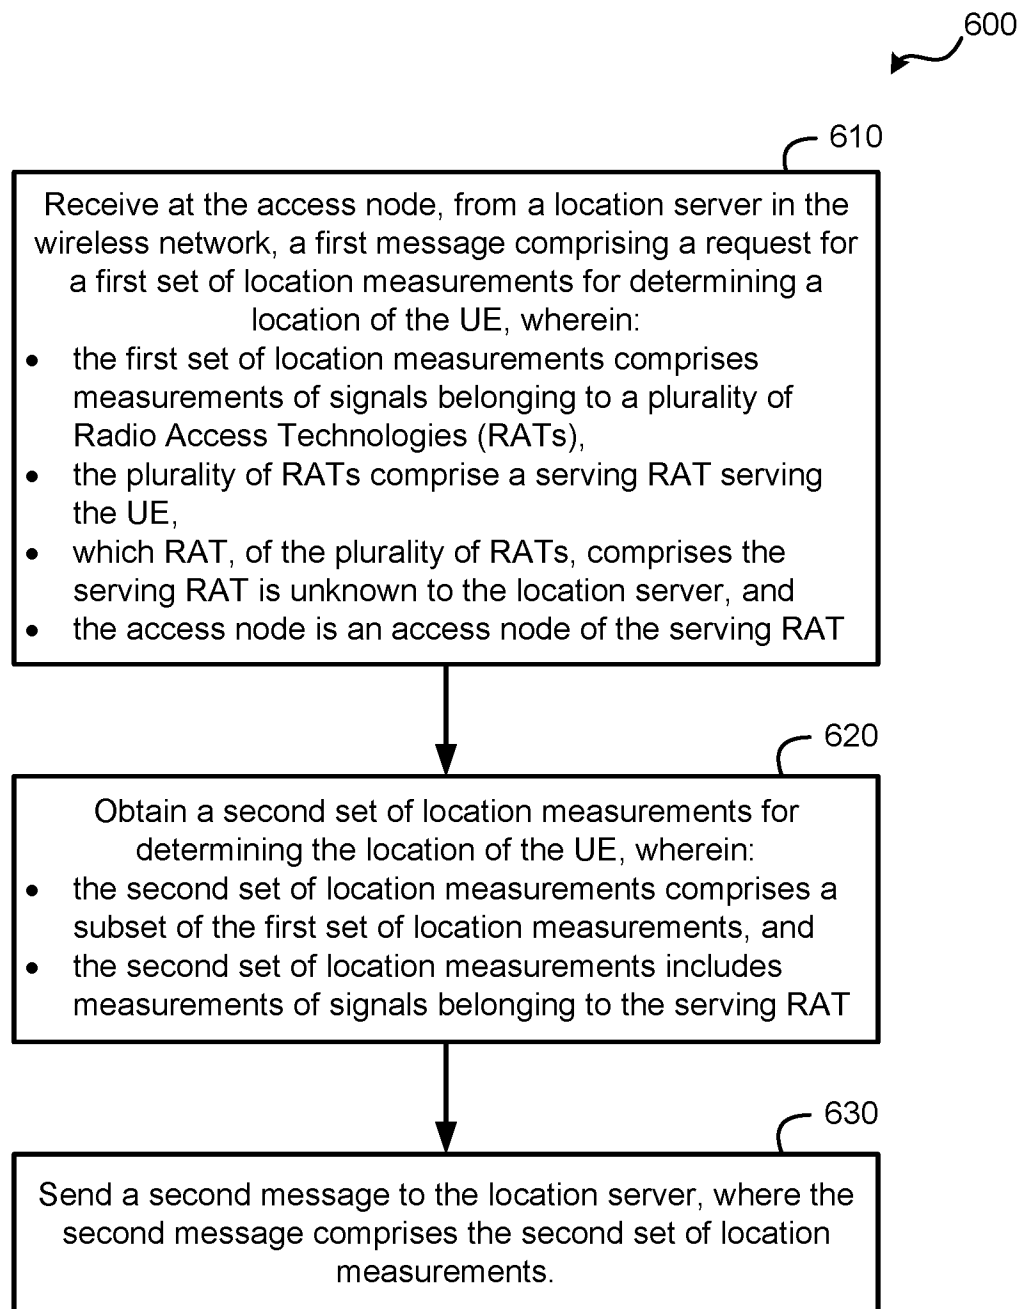 600
610
Receive at the access node, from a location server in the
wireless network, a first message comprising a request for
a first set of location measurements for determining a
location of the UE, wherein:
• the first set of location measurements comprises
measurements of signals belonging to a plurality of
Radio Access Technologies (RATs),
• the plurality of RATs comprise a serving RAT serving
the UE,
• which RAT, of the plurality of RATs, comprises the
serving RAT is unknown to the location server, and
• the access node is an access node of the serving RAT
620
Obtain a second set of location measurements for
determining the location of the UE, wherein:
• the second set of location measurements comprises a
subset of the first set of location measurements, and
• the second set of location measurements includes
measurements of signals belonging to the serving RAT
630
Send a second message to the location server, where the
second message comprises the second set of location
measurements.